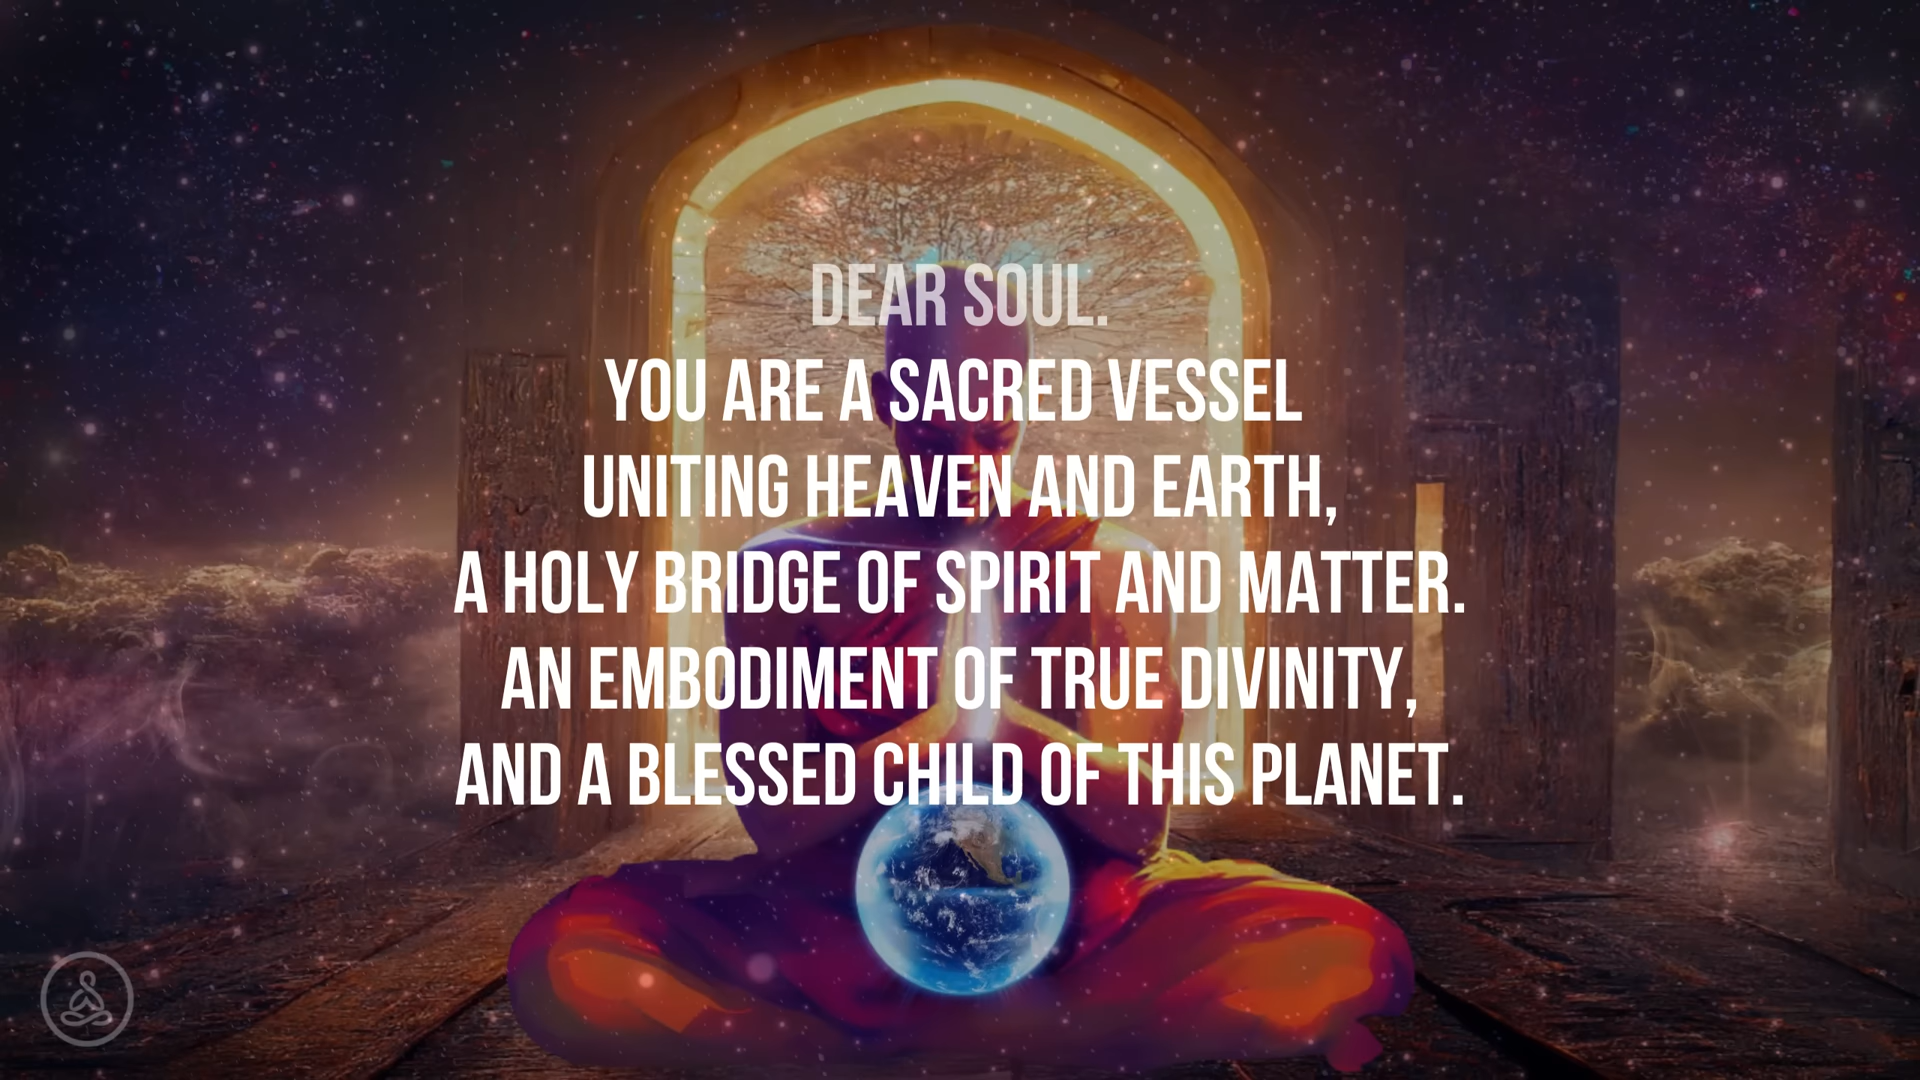 DEAR SOUL.
YOU ARE A SACRED VESSEL
UNITING HEAVEN AND EARTH,
A HOLY BRIDGE OF SPIRIT AND MATTER.
AN EMBODIMENT OF TRUE DIVINITY,
AND A BLESSED CHILD OF THIS PLANET.